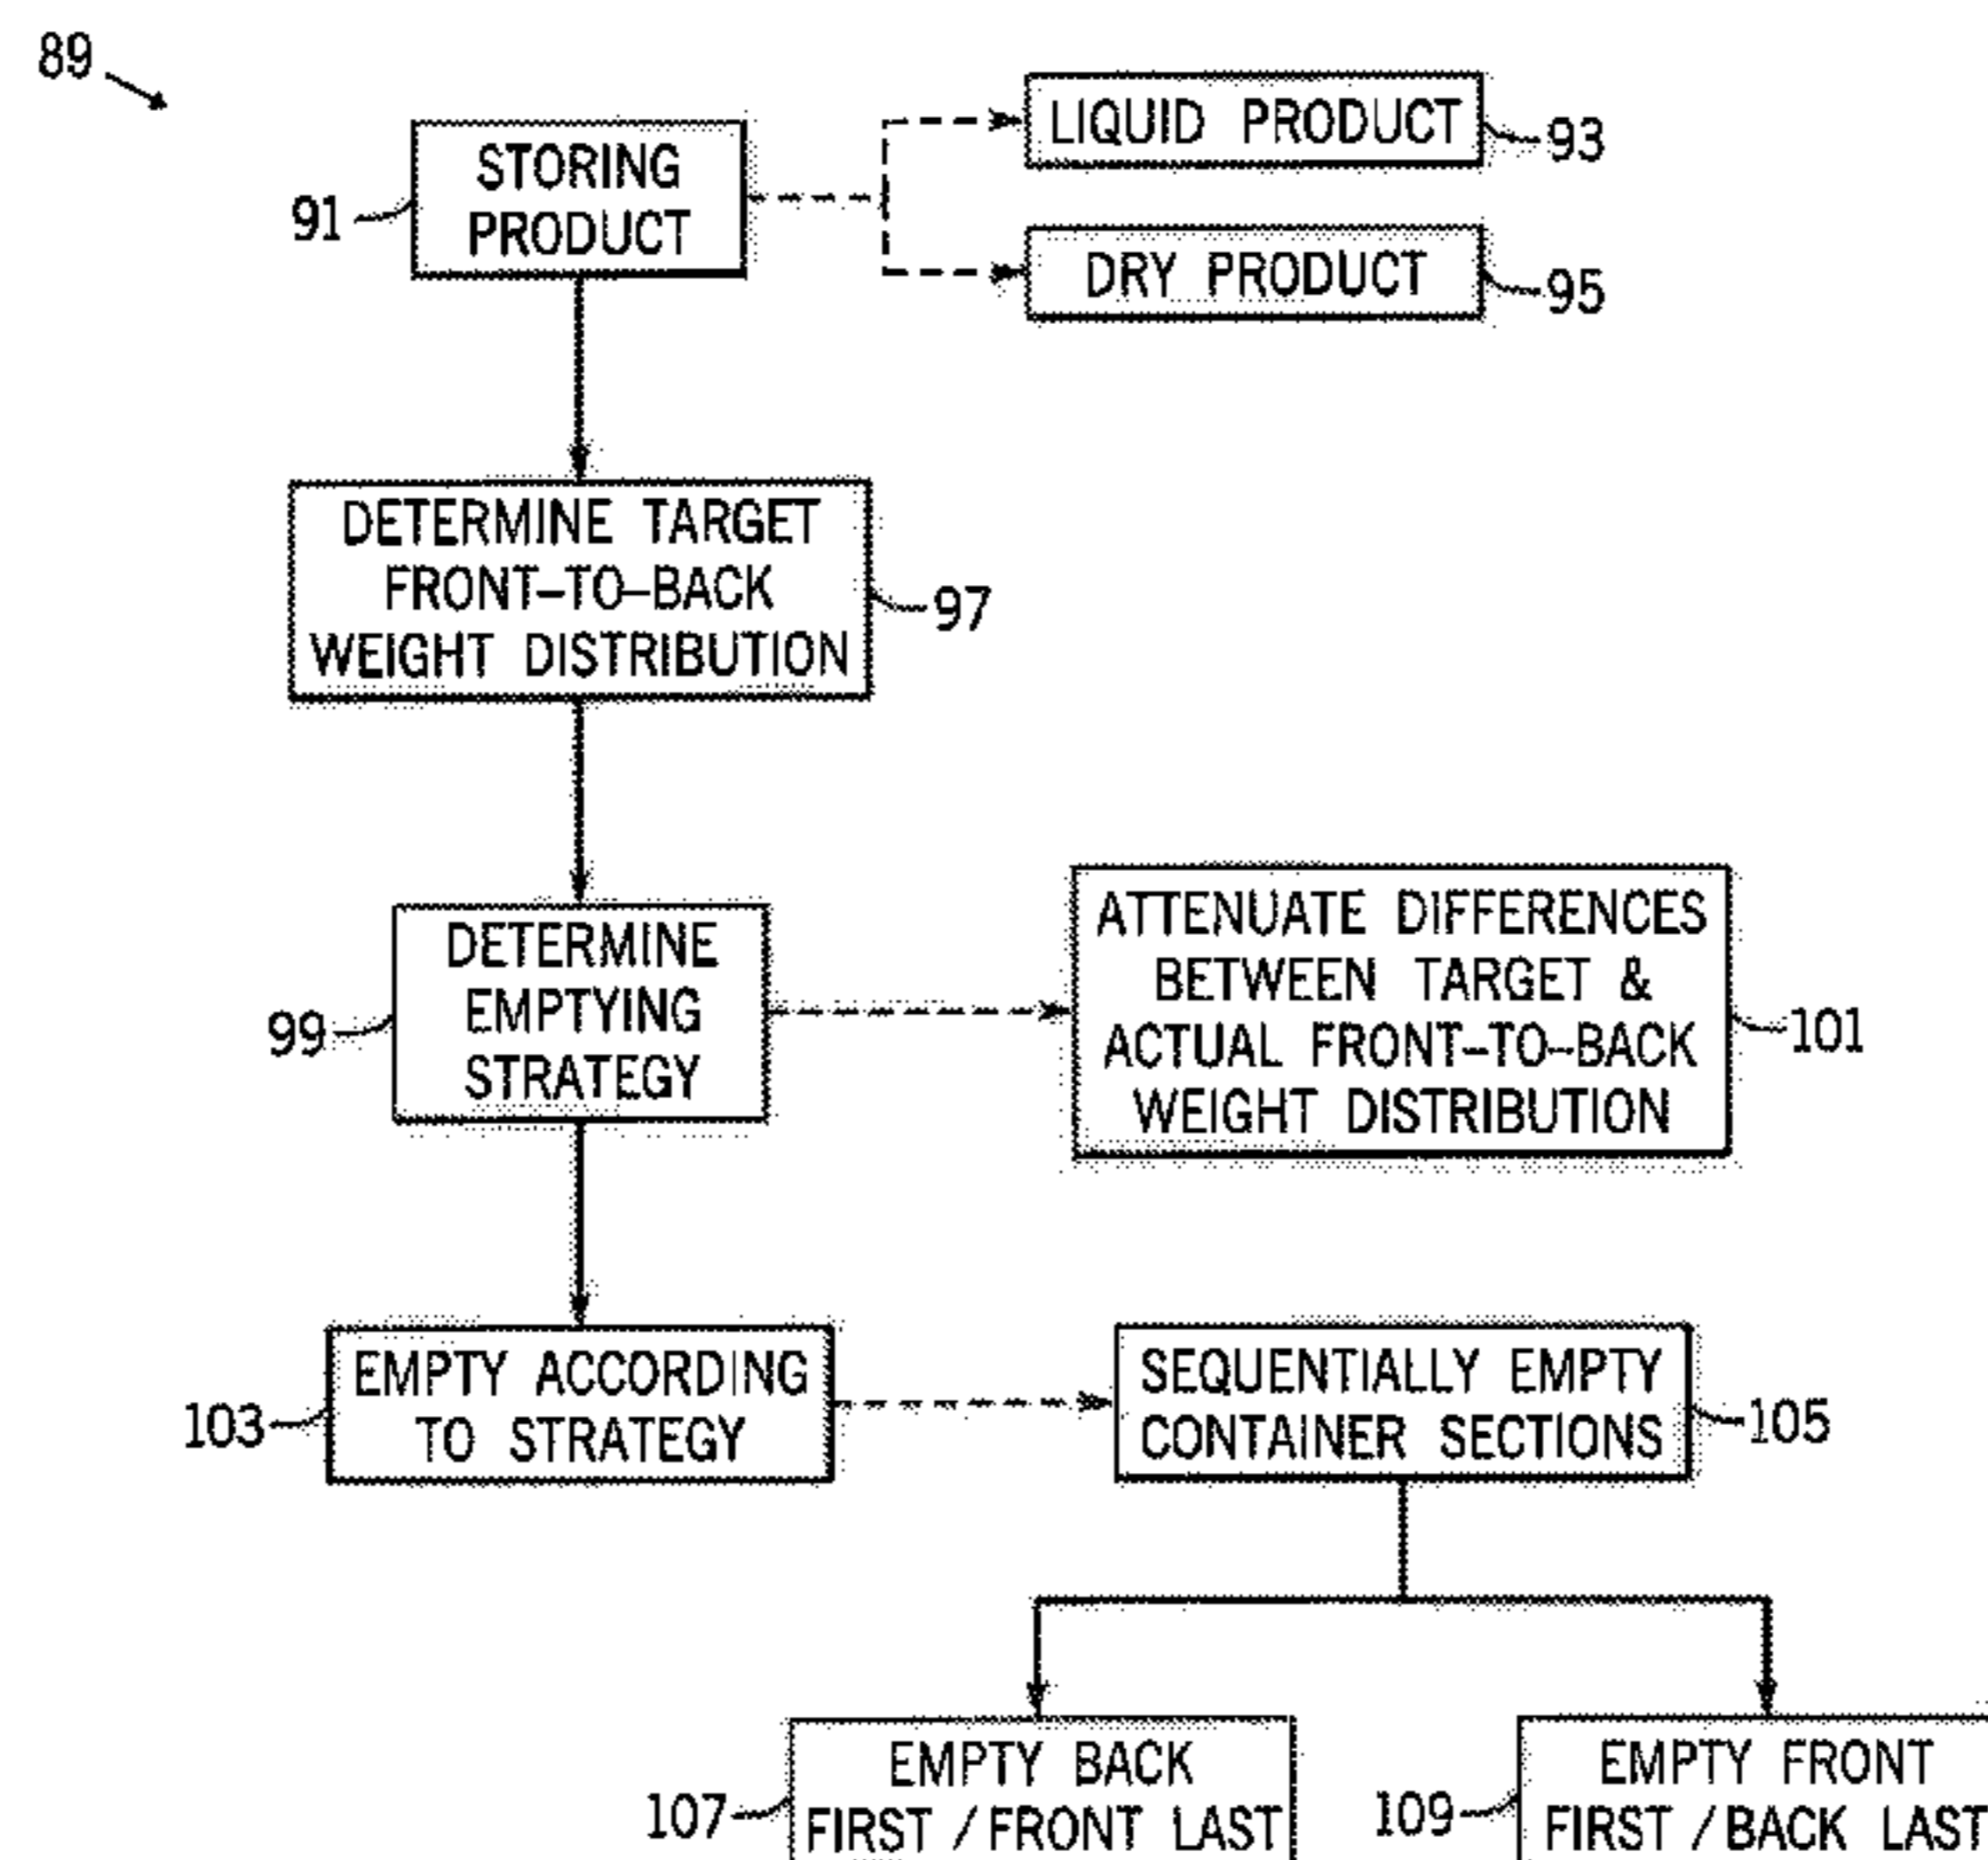 89
STORING
PRODUCT
91
LIQUID PRODUCT
93
DRY PRODUCT
95
DETERMINE TARGET
FRONT-TO-BACK
WEIGHT DISTRIBUTION
97
DETERMINE
EMPTYING
STRATEGY
99
ATTENUATE DIFFERENCES
BETWEEN TARGET &
ACTUAL FRONT-TO-BACK
WEIGHT DISTRIBUTION
101
EMPTY ACCORDING
TO STRATEGY
103
SEQUENTIALLY EMPTY
CONTAINER SECTIONS
105
EMPTY BACK
FIRST / FRONT LAST
107
EMPTY FRONT
FIRST / BACK LAST
109